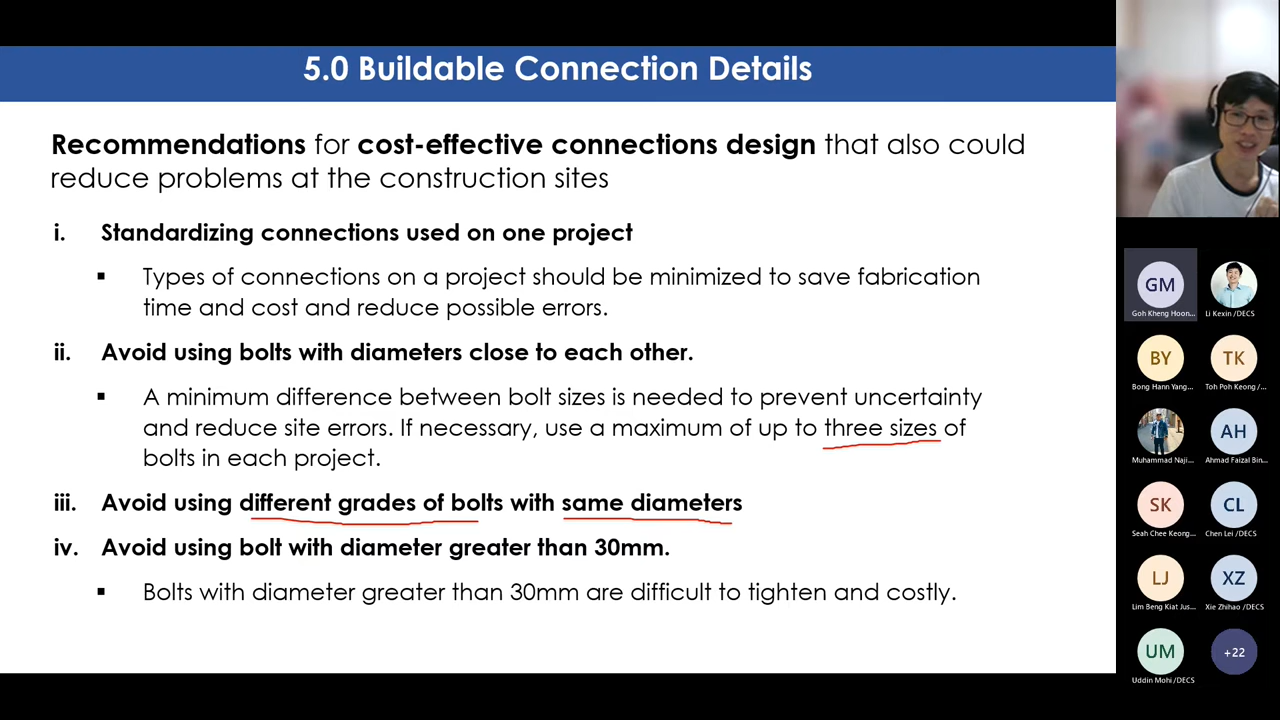 5.0 Buildable Connection Details
Recommendations for cost-effective connections design that also could
reduce problems at the construction sites
i. Standardizing connections used on one project
▪ Types of connections on a project should be minimized to save fabrication
time and cost and reduce possible errors.
ii. Avoid using bolts with diameters close to each other.
▪ A minimum difference between bolt sizes is needed to prevent uncertainty
and reduce site errors. If necessary, use a maximum of up to three sizes of
bolts in each project.
iii. Avoid using different grades of bolts with same diameters
iv. Avoid using bolt with diameter greater than 30mm.
▪ Bolts with diameter greater than 30mm are difficult to tighten and costly.
GM
Goh Kheng Hoon...
Li Kexin /DECS
BY
Bong Hann Yang...
TK
Toh Poh Keong /...
Muhammad Naji...
AH
Ahmad Faizal Bin...
SK
Seah Chee Keong...
CL
Chen Lei /DECS
LJ
Lim Beng Kiat Jus...
XZ
Xie Zhihao /DECS
UM
Uddin Mohi /DECS
+22